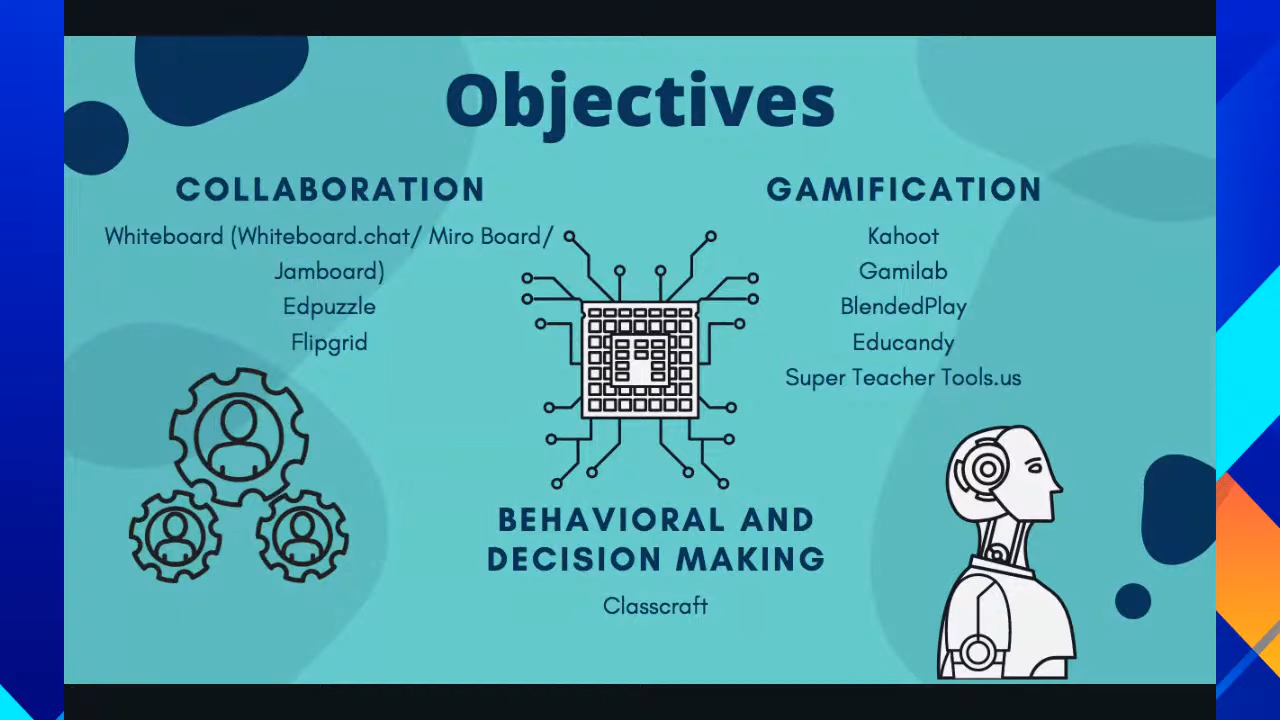 Objectives
COLLABORATION
Whiteboard (Whiteboard.chat/ Miro Board/
Jamboard)
Edpuzzle
Flipgrid
GAMIFICATION
Kahoot
Gamilab
BlendedPlay
Educandy
Super Teacher Tools.us
BEHAVIORAL AND
DECISION MAKING
Classcraft